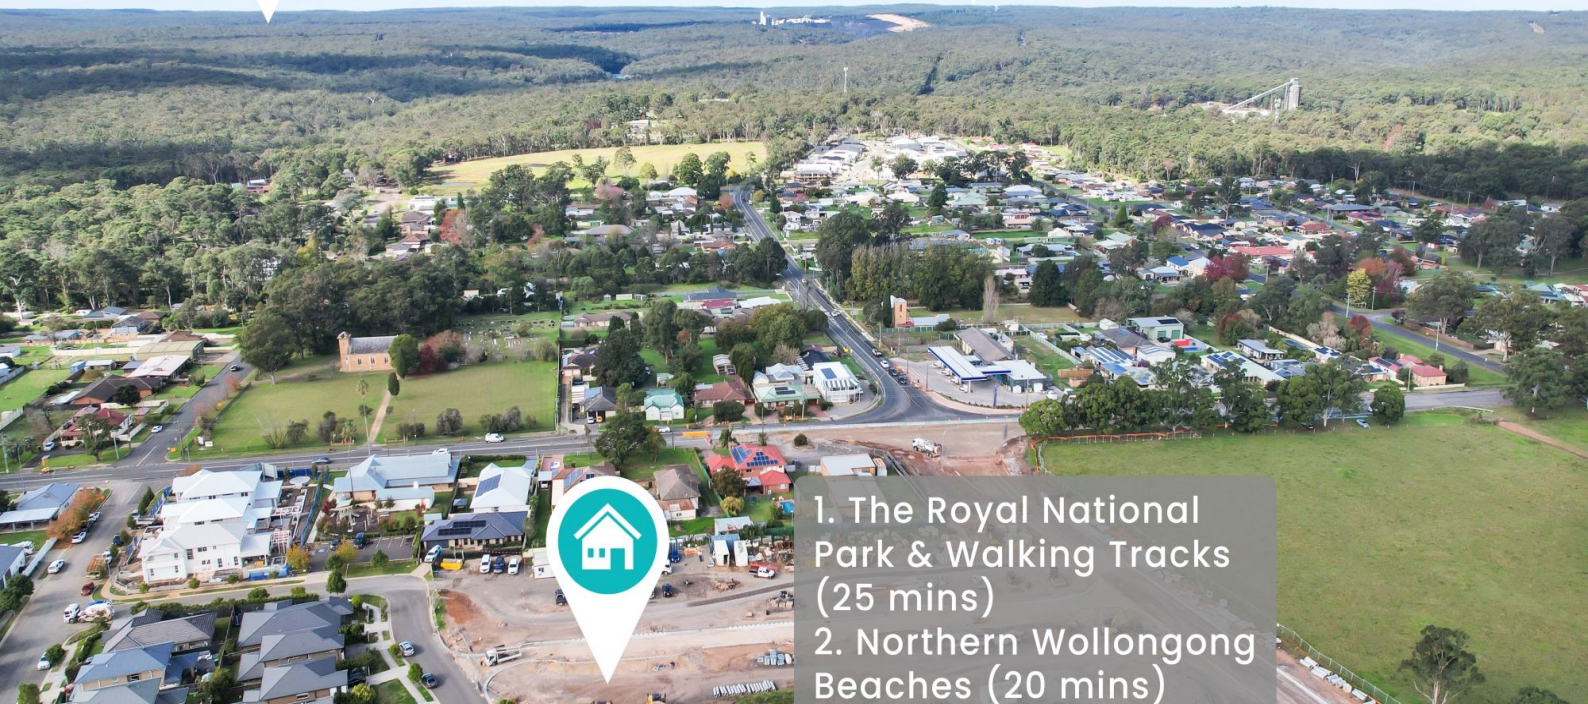 1. The Royal National
Park & Walking Tracks
(25 mins)
2. Northern Wollongong
Beaches (20 mins)